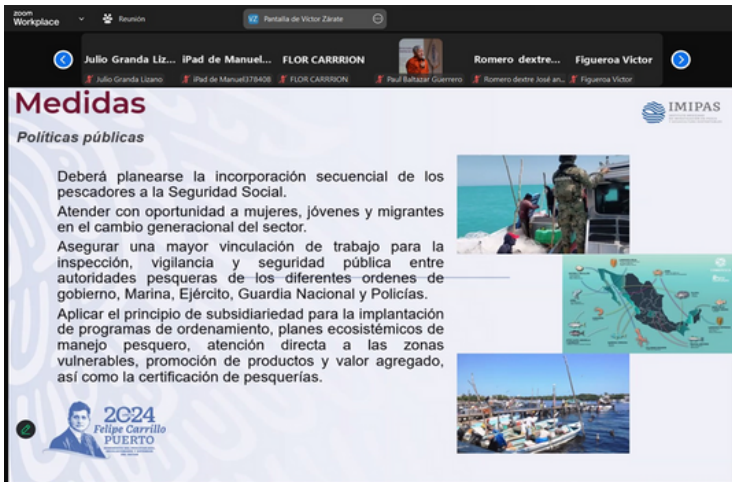 zoom
Workplace
Reunión
VZ Pantalla de Víctor Zárate
Julio Granda Liz... iPad de Manuel... FLOR CARRRION Romero dextre... Figueroa Victor
Julio Granda Lizano iPad de Manuel378408 FLOR CARRRION Paul Baltazar Guerrero Romero dextre José an... Figueroa Victor
Medidas
IMIPAS
Políticas públicas
Deberá planearse la incorporación secuencial de los
pescadores a la Seguridad Social.
Atender con oportunidad a mujeres, jóvenes y migrantes
en el cambio generacional del sector.
Asegurar una mayor vinculación de trabajo para la
inspección, vigilancia y seguridad pública entre
autoridades pesqueras de los diferentes ordenes de
gobierno, Marina, Ejército, Guardia Nacional y Policías.
Aplicar el principio de subsidiariedad para la implantación
de programas de ordenamiento, planes ecosistémicos de
manejo pesquero, atención directa a las zonas
vulnerables, promoción de productos y valor agregado,
así como la certificación de pesquerías.
2024
Felipe Carrillo
PUERTO